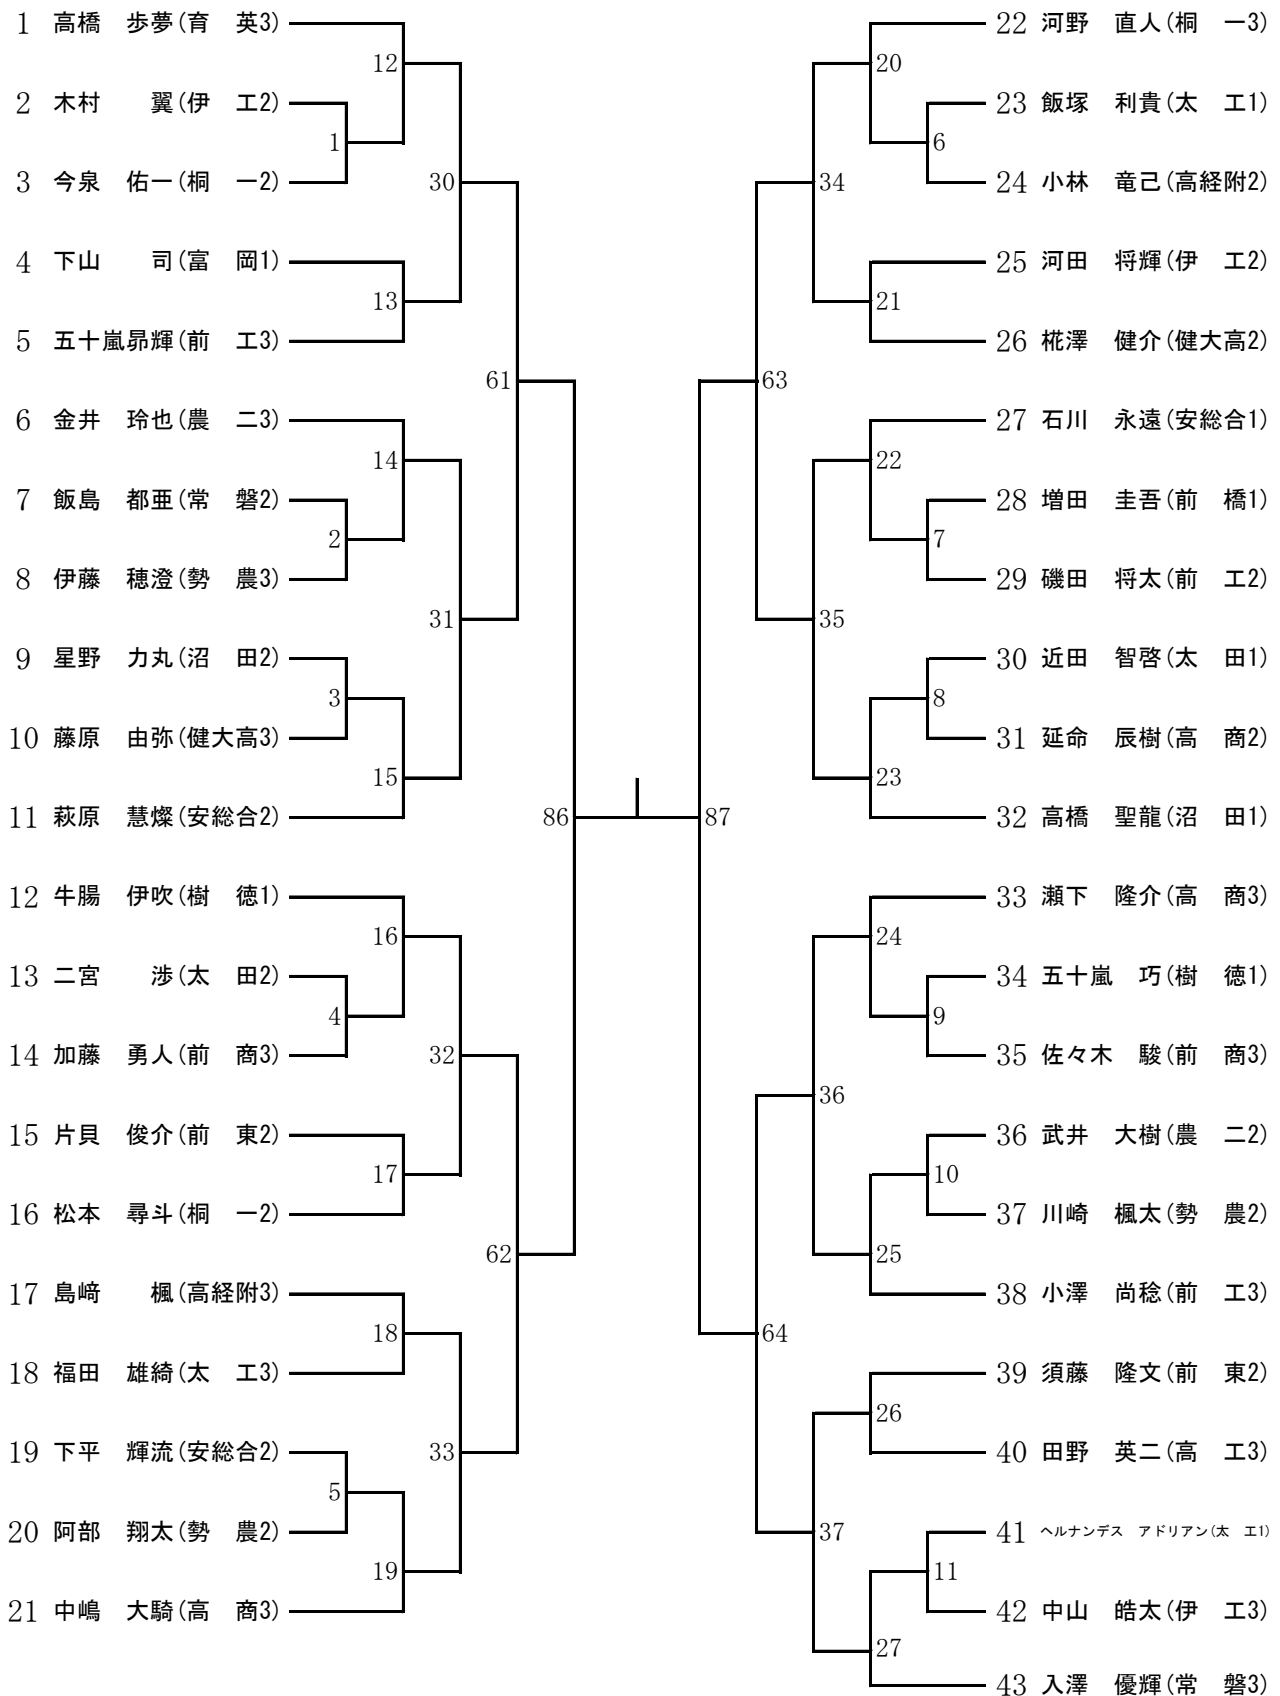 1 高橋　歩夢(育　英3)
2 木村　　翼(伊　工2)
3 今泉　佑一(桐　一2)
4 下山　　司(富　岡1)
5 五十嵐昴輝(前　工3)
6 金井　玲也(農　二3)
7 飯島　都亜(常　磐2)
8 伊藤　穂澄(勢　農3)
9 星野　力丸(沼　田2)
10 藤原　由弥(健大高3)
11 萩原　慧燦(安総合2)
12 牛腸　伊吹(樹　徳1)
13 二宮　　渉(太　田2)
14 加藤　勇人(前　商3)
15 片貝　俊介(前　東2)
16 松本　尋斗(桐　一2)
17 島﨑　　楓(高経附3)
18 福田　雄綺(太　工3)
19 下平　輝流(安総合2)
20 阿部　翔太(勢　農2)
21 中嶋　大騎(高　商3)
12
1
30
13
61
14
2
31
3
15
86
16
4
32
17
62
18
33
5
19
20
6
34
21
63
22
7
35
8
23
87
24
9
36
10
25
64
26
37
11
27
22 河野　直人(桐　一3)
23 飯塚　利貴(太　工1)
24 小林　竜己(高経附2)
25 河田　将輝(伊　工2)
26 椛澤　健介(健大高2)
27 石川　永遠(安総合1)
28 増田　圭吾(前　橋1)
29 磯田　将太(前　工2)
30 近田　智啓(太　田1)
31 延命　辰樹(高　商2)
32 高橋　聖龍(沼　田1)
33 瀬下　隆介(高　商3)
34 五十嵐　巧(樹　徳1)
35 佐々木　駿(前　商3)
36 武井　大樹(農　二2)
37 川崎　楓太(勢　農2)
38 小澤　尚稔(前　工3)
39 須藤　隆文(前　東2)
40 田野　英二(高　工3)
41 ヘルナンデス　アドリアン(太　工1)
42 中山　皓太(伊　工3)
43 入澤　優輝(常　磐3)